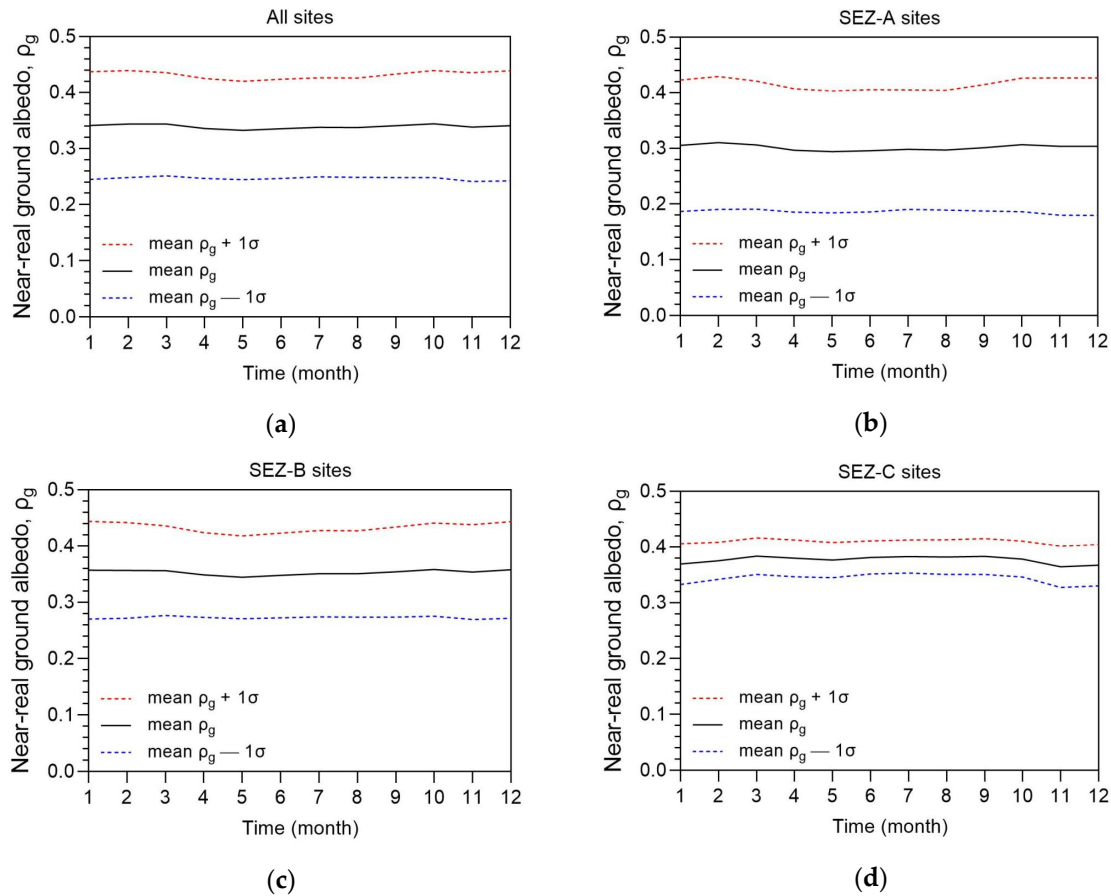 All sites
Near-real ground albedo, ρg
0.5
0.4
0.3
0.2
0.1
0.0
mean ρg + 1σ
mean ρg
mean ρg — 1σ
1 2 3 4 5 6 7 8 9 10 11 12
Time (month)
(a)
SEZ-A sites
Near-real ground albedo, ρg
0.5
0.4
0.3
0.2
0.1
0.0
mean ρg + 1σ
mean ρg
mean ρg — 1σ
1 2 3 4 5 6 7 8 9 10 11 12
Time (month)
(b)
SEZ-B sites
Near-real ground albedo, ρg
0.5
0.4
0.3
0.2
0.1
0.0
mean ρg + 1σ
mean ρg
mean ρg — 1σ
1 2 3 4 5 6 7 8 9 10 11 12
Time (month)
(c)
SEZ-C sites
Near-real ground albedo, ρg
0.5
0.4
0.3
0.2
0.1
0.0
mean ρg + 1σ
mean ρg
mean ρg — 1σ
1 2 3 4 5 6 7 8 9 10 11 12
Time (month)
(d)